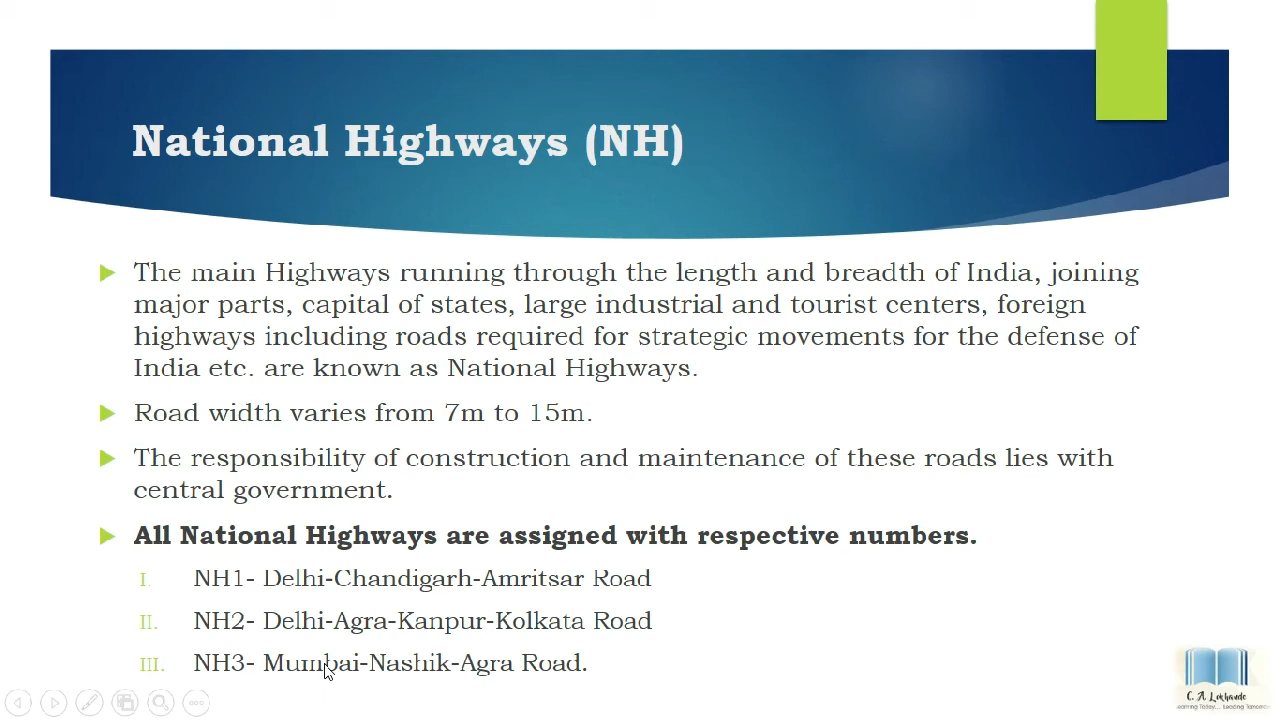 National Highways (NH)
The main Highways running through the length and breadth of India, joining
major parts, capital of states, large industrial and tourist centers, foreign
highways including roads required for strategic movements for the defense of
India etc. are known as National Highways.
Road width varies from 7m to 15m.
The responsibility of construction and maintenance of these roads lies with
central government.
All National Highways are assigned with respective numbers.
I. NH1- Delhi-Chandigarh-Amritsar Road
II. NH2- Delhi-Agra-Kanpur-Kolkata Road
III. NH3- Mumbai-Nashik-Agra Road.
C. A Lokhande
Learning Today... Leading Tomorrow